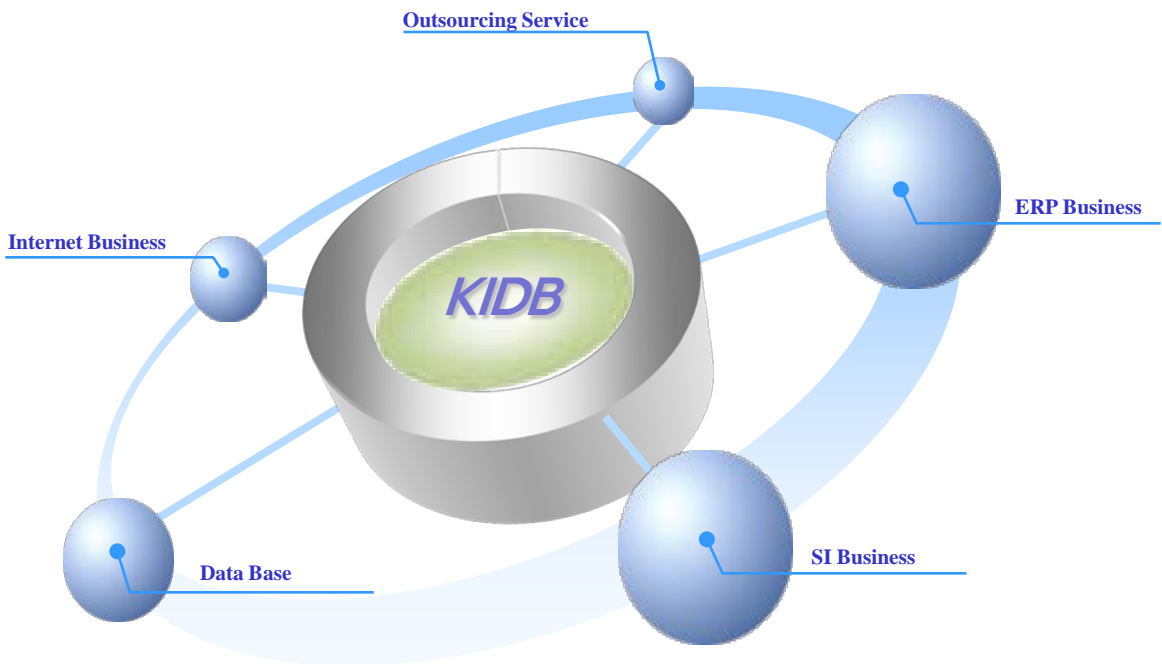 Outsourcing Service
ERP Business
Internet Business
KIDB
SI Business
Data Base